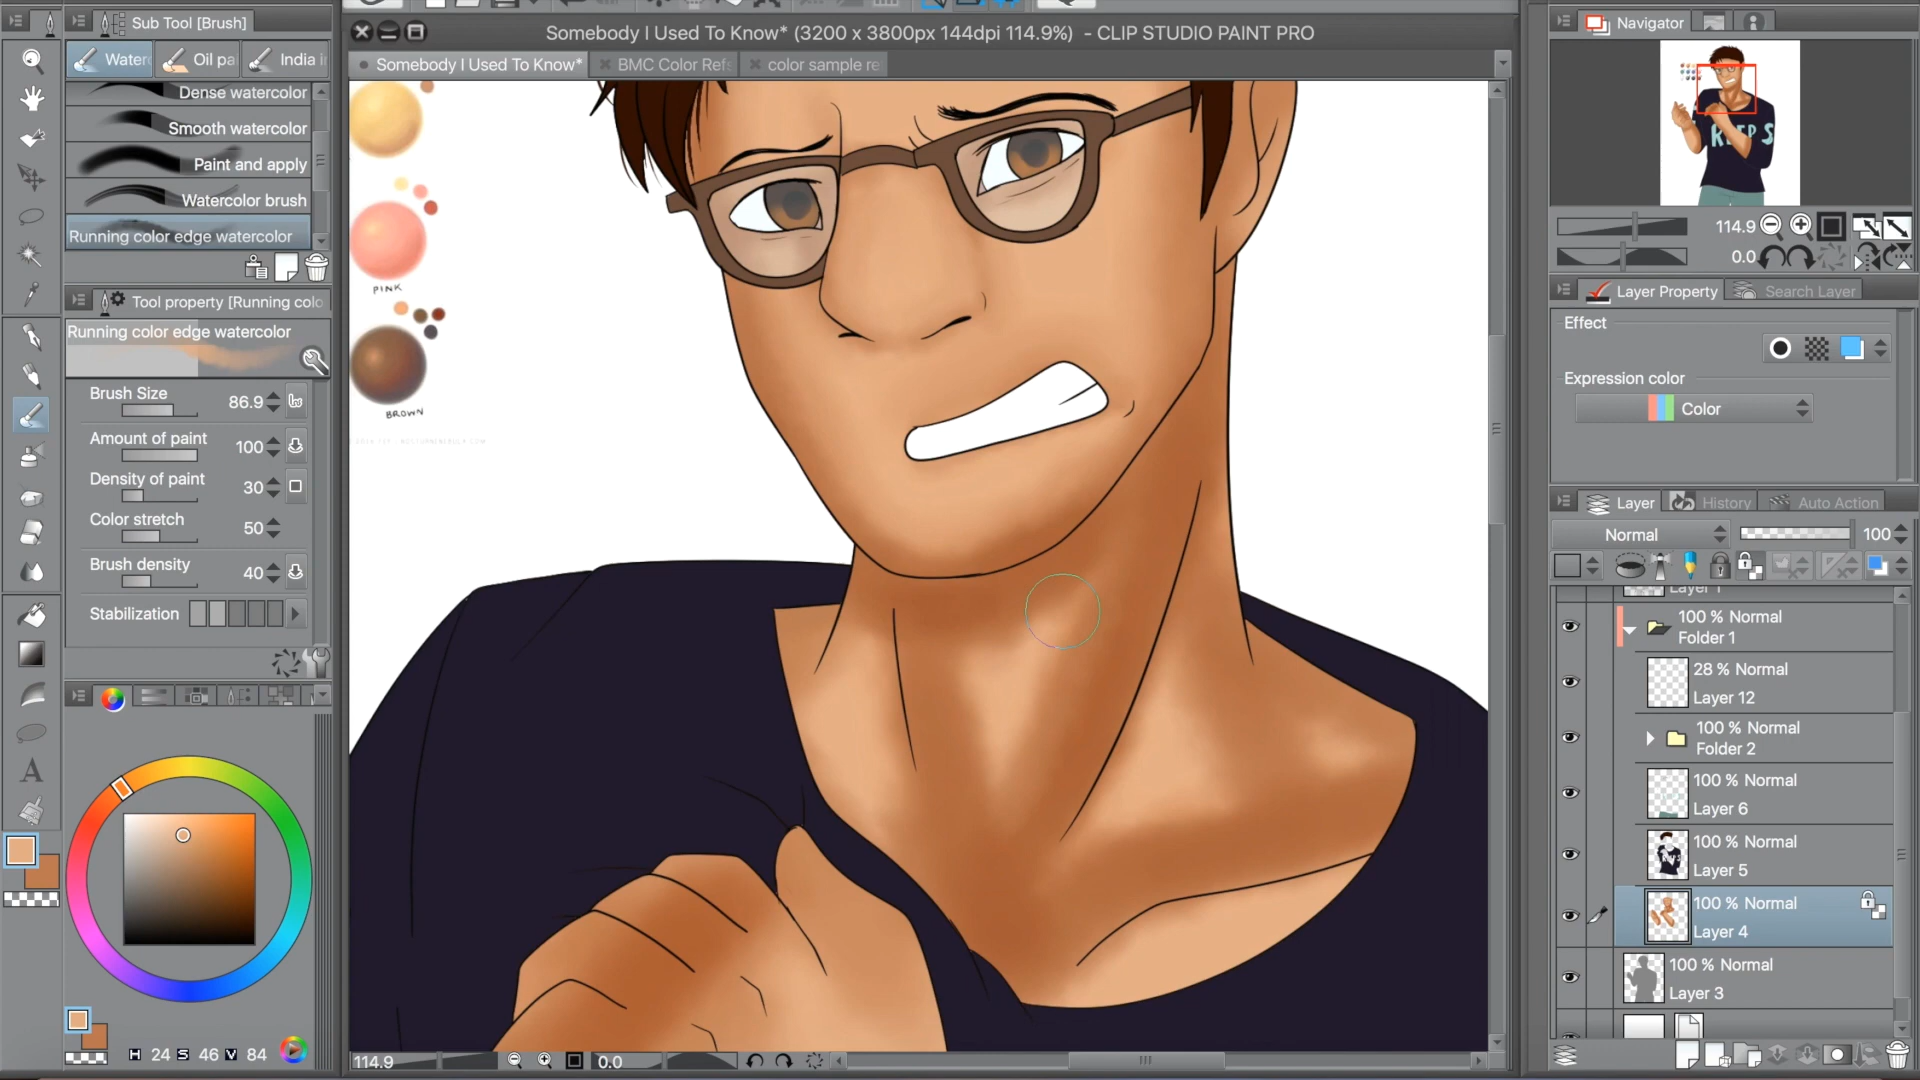 Sub Tool [Brush]
Somebody I Used To Know* (3200 x 3800px 144dpi 114.9%) - CLIP STUDIO PAINT PRO
Navigator
Water
Oil pa
India
Somebody I Used To Know*
BMC Color Refs
color sample re
Dense watercolor
Smooth watercolor
Paint and apply
Watercolor brush
Running color edge watercolor
KEEPS
114.9
0.0
Tool property [Running colo
Running color edge watercolor
Brush Size 86.9
Amount of paint 100
Density of paint 30
Color stretch 50
Brush density 40
Stabilization
PINK
BROWN
Layer Property
Search Layer
Effect
Expression color
Color
Layer
History
Auto Action
Normal 100
Layer 1
100 % Normal
Folder 1
28 % Normal
Layer 12
100 % Normal
Folder 2
100 % Normal
Layer 6
100 % Normal
Layer 5
100 % Normal
Layer 4
100 % Normal
Layer 3
A
H 24 S 46 V 84
114.9
0.0